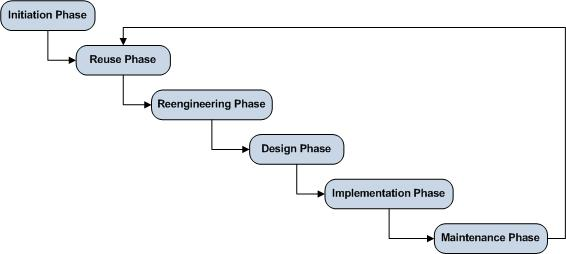 Initiation Phase
Reuse Phase
Reengineering Phase
Design Phase
Implementation Phase
Maintenance Phase